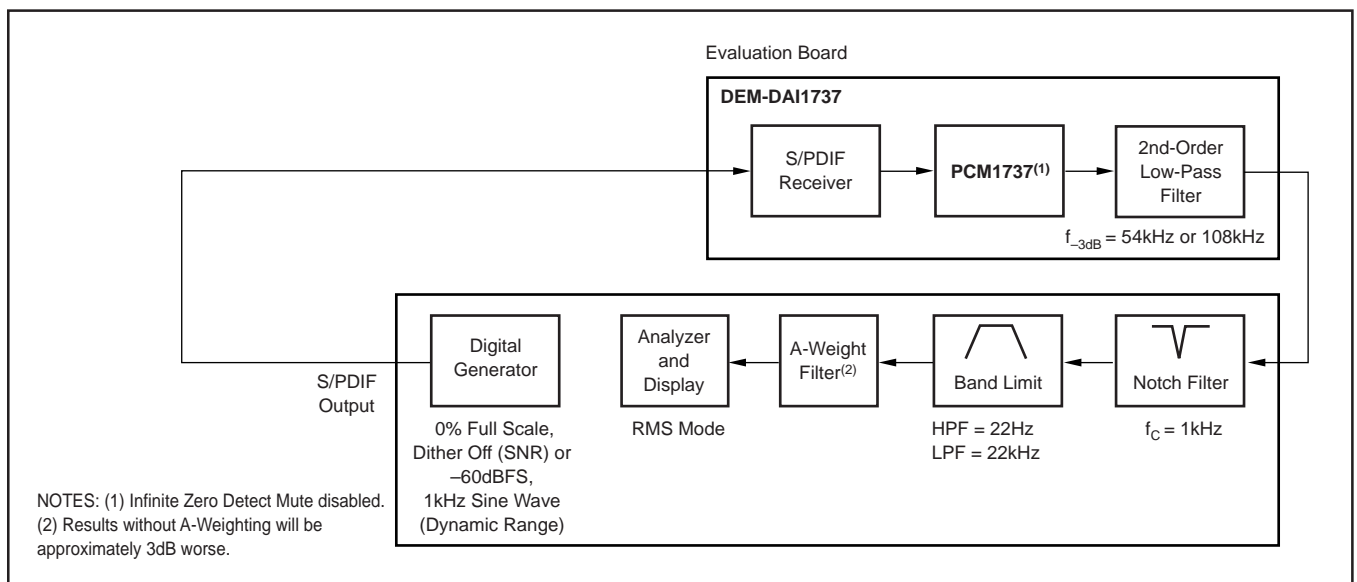 Evaluation Board
DEM-DAI1737
S/PDIF
Receiver
PCM1737(1)
2nd-Order
Low-Pass
Filter
f–3dB = 54kHz or 108kHz
S/PDIF
Output
Digital
Generator
0% Full Scale,
Dither Off (SNR) or
–60dBFS,
1kHz Sine Wave
(Dynamic Range)
Analyzer
and
Display
RMS Mode
A-Weight
Filter(2)
Band Limit
HPF = 22Hz
LPF = 22kHz
Notch Filter
fC = 1kHz
NOTES: (1) Infinite Zero Detect Mute disabled.
(2) Results without A-Weighting will be
approximately 3dB worse.